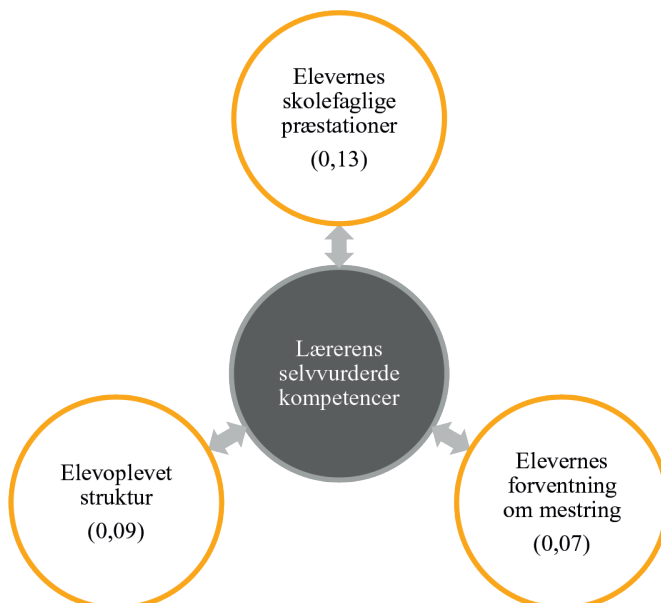 Elevernes
skolefaglige
præstationer
(0,13)
Lærerens
selvvurderde
kompetencer
Elevoplevet
struktur
(0,09)
Elevernes
forventning
om mestring
(0,07)